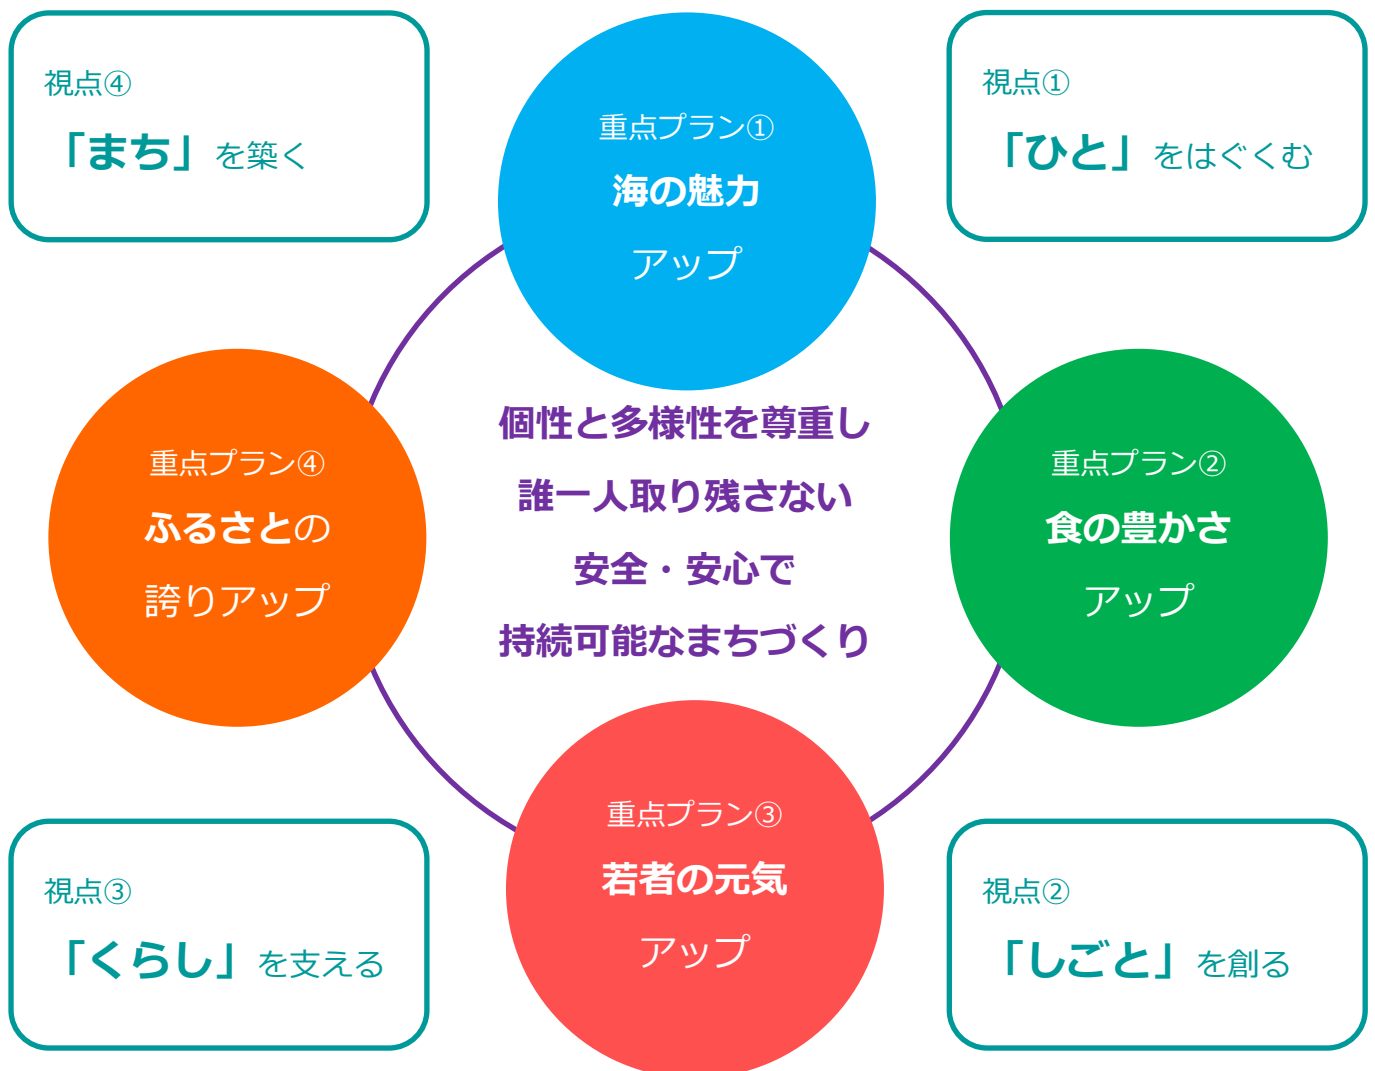 視点④
「まち」を築く
重点プラン①
海の魅力
アップ
視点①
「ひと」をはぐくむ
重点プラン④
ふるさとの
誇りアップ
個性と多様性を尊重し
誰一人取り残さない
安全・安心で
持続可能なまちづくり
重点プラン②
食の豊かさ
アップ
視点③
「くらし」を支える
重点プラン③
若者の元気
アップ
視点②
「しごと」を創る